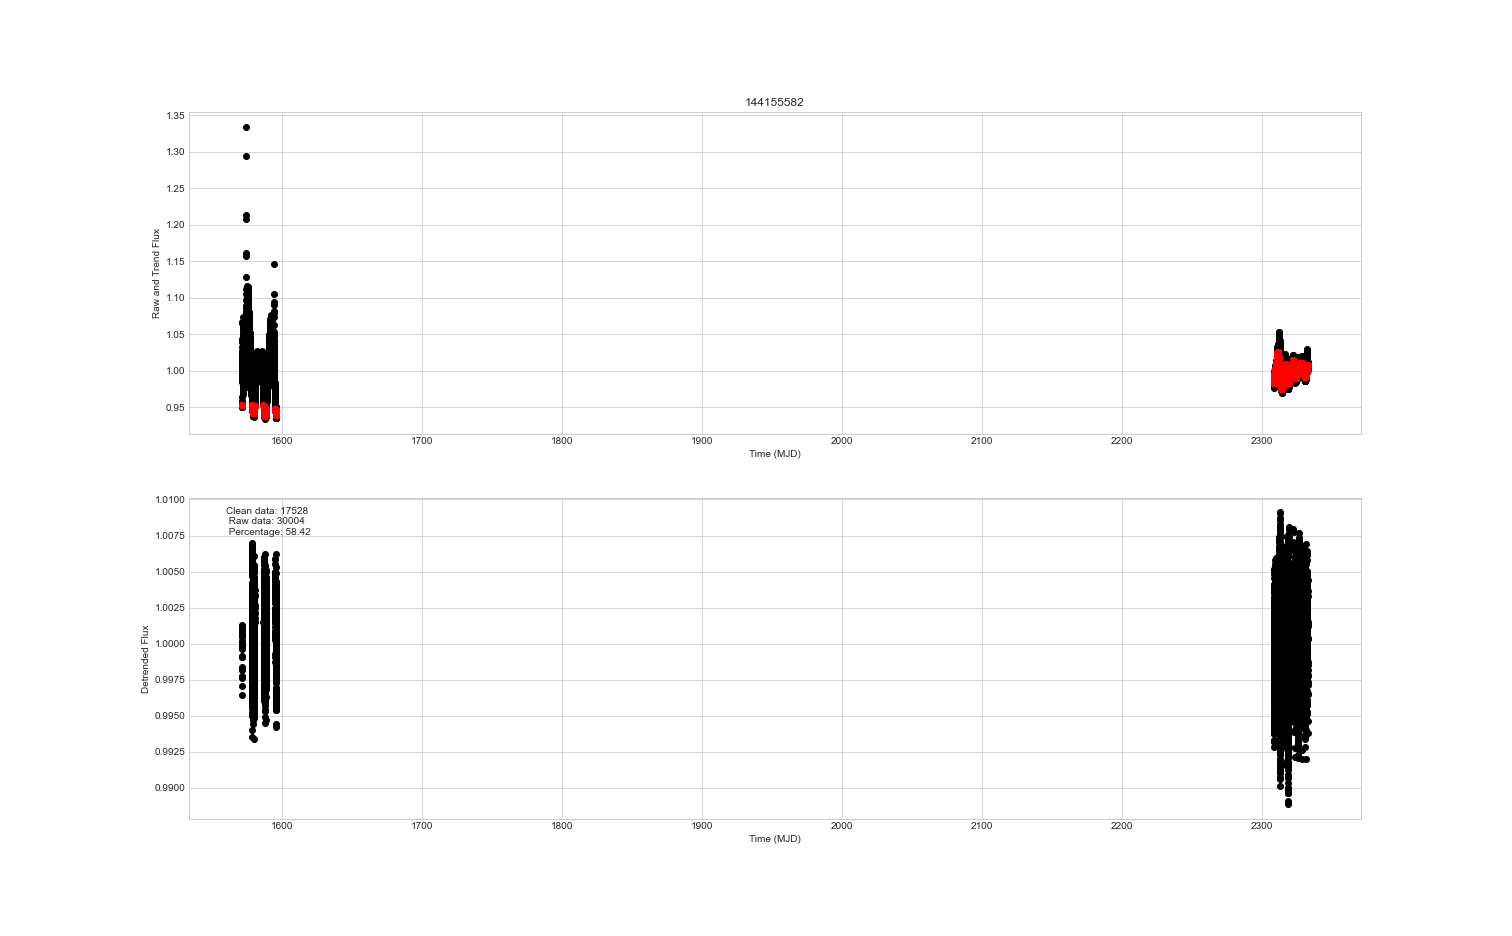 144155582
Raw and Trend Flux
1.35
1.30
1.25
1.20
1.15
1.10
1.05
1.00
0.95
1600 1700 1800 1900 2000 2100 2200 2300
Time (MJD)
Detrended Flux
1.0100
1.0075
1.0050
1.0025
1.0000
0.9975
0.9950
0.9925
0.9900
Clean data: 17528
Raw data: 30004
Percentage: 58.42
1600 1700 1800 1900 2000 2100 2200 2300
Time (MJD)